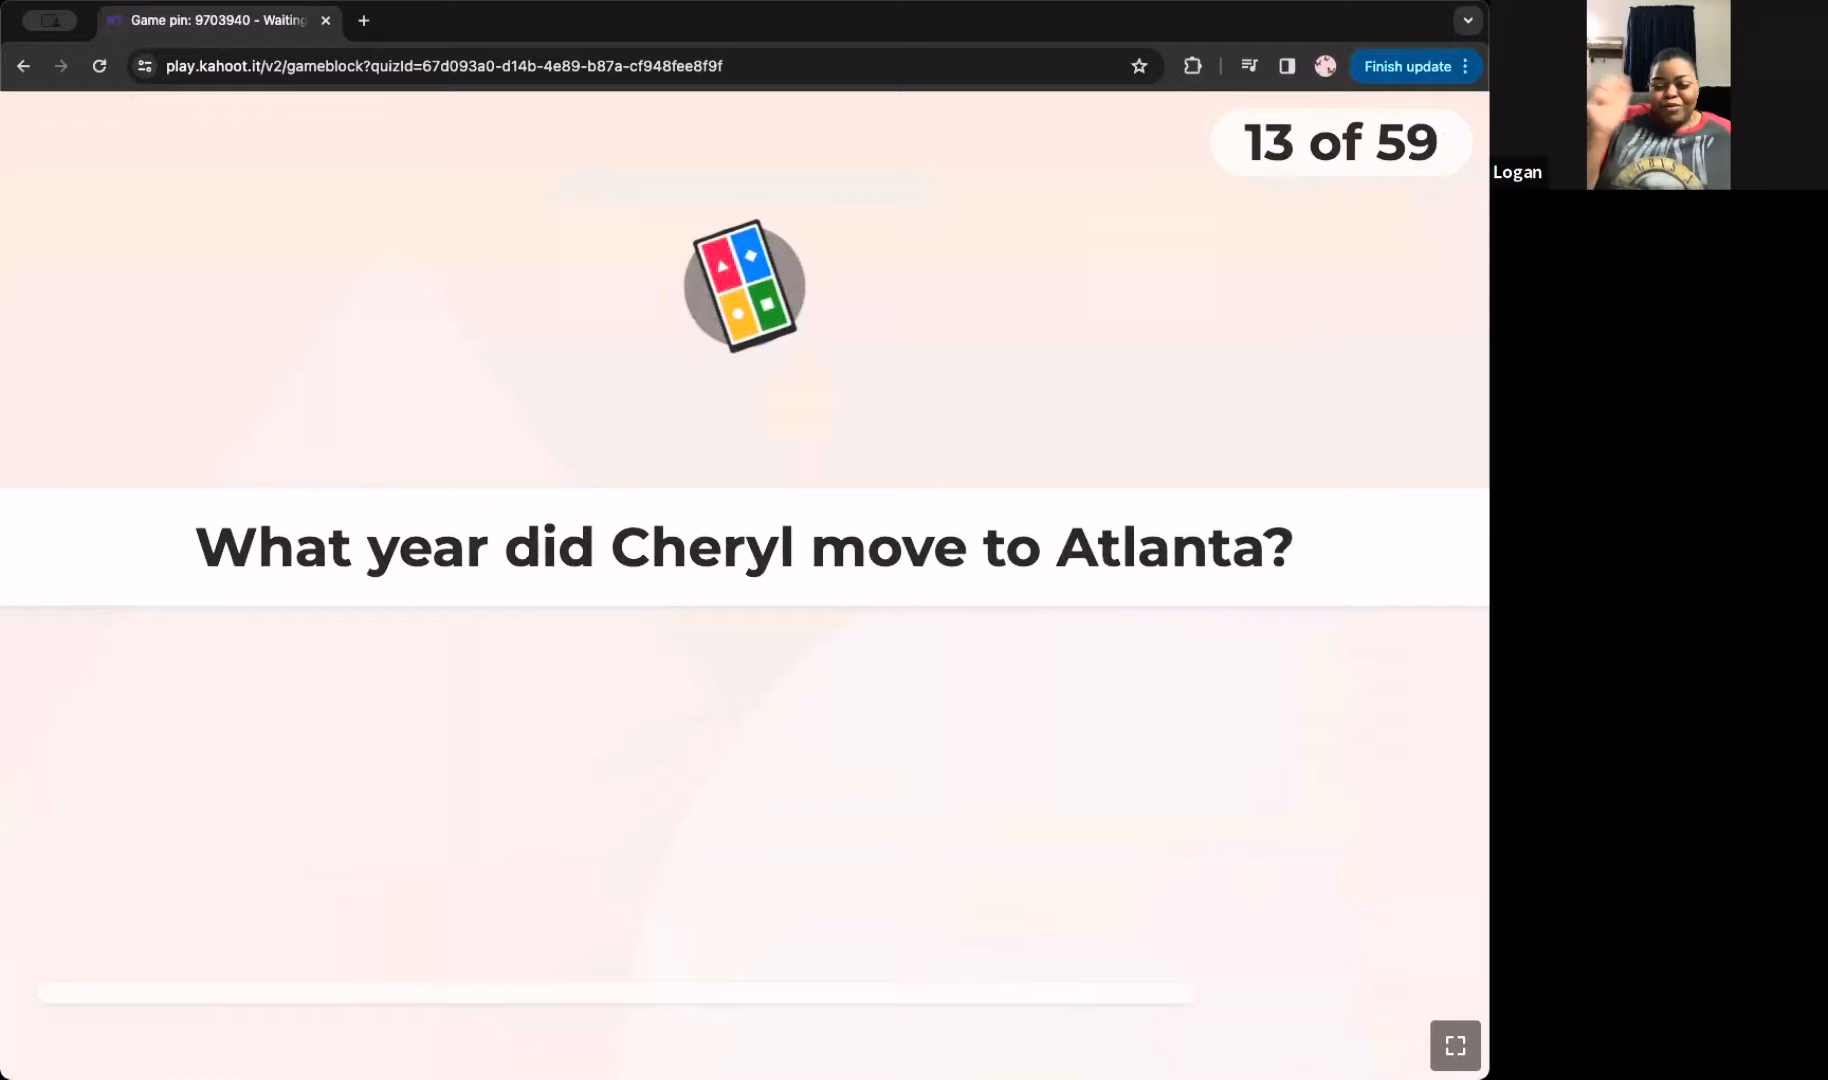 Game pin: 9703940 - Waiting
play.kahoot.it/v2/gameblock?quizId=67d093a0-d14b-4e89-b87a-cf948fee8f9f
Finish update
13 of 59
Logan
What year did Cheryl move to Atlanta?